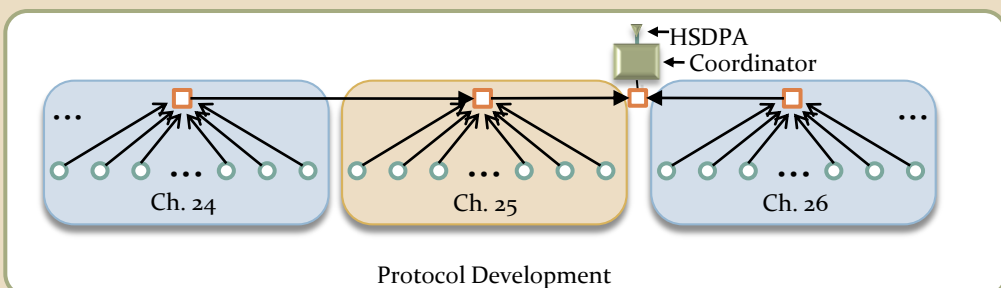 HSDPA
Coordinator
...
...
...
...
...
Ch. 24
Ch. 25
Ch. 26
Protocol Development